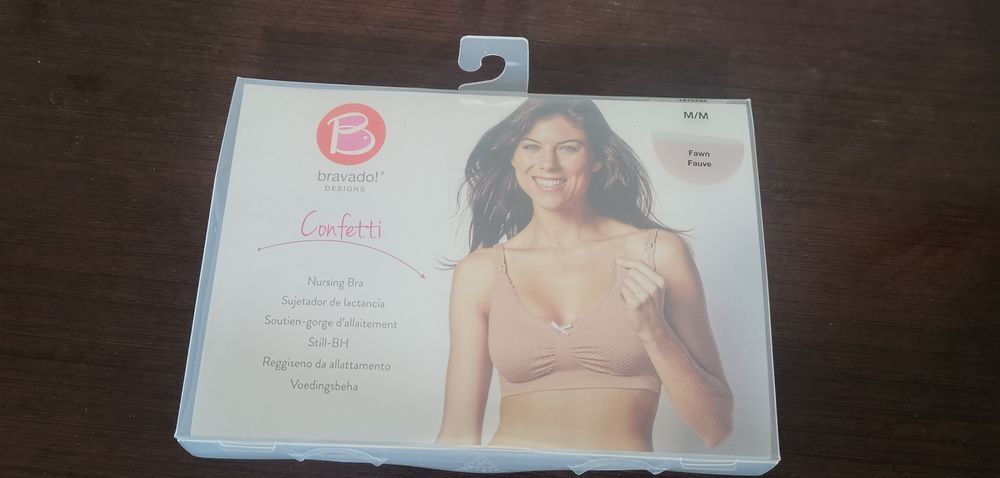 B
bravado!®
DESIGNS
Confetti
Nursing Bra
Sujetador de lactancia
Soutien-gorge d'allaitement
Still-BH
Reggiseno da allattamento
Voedingsbeha
M/M
Fawn
Fauve